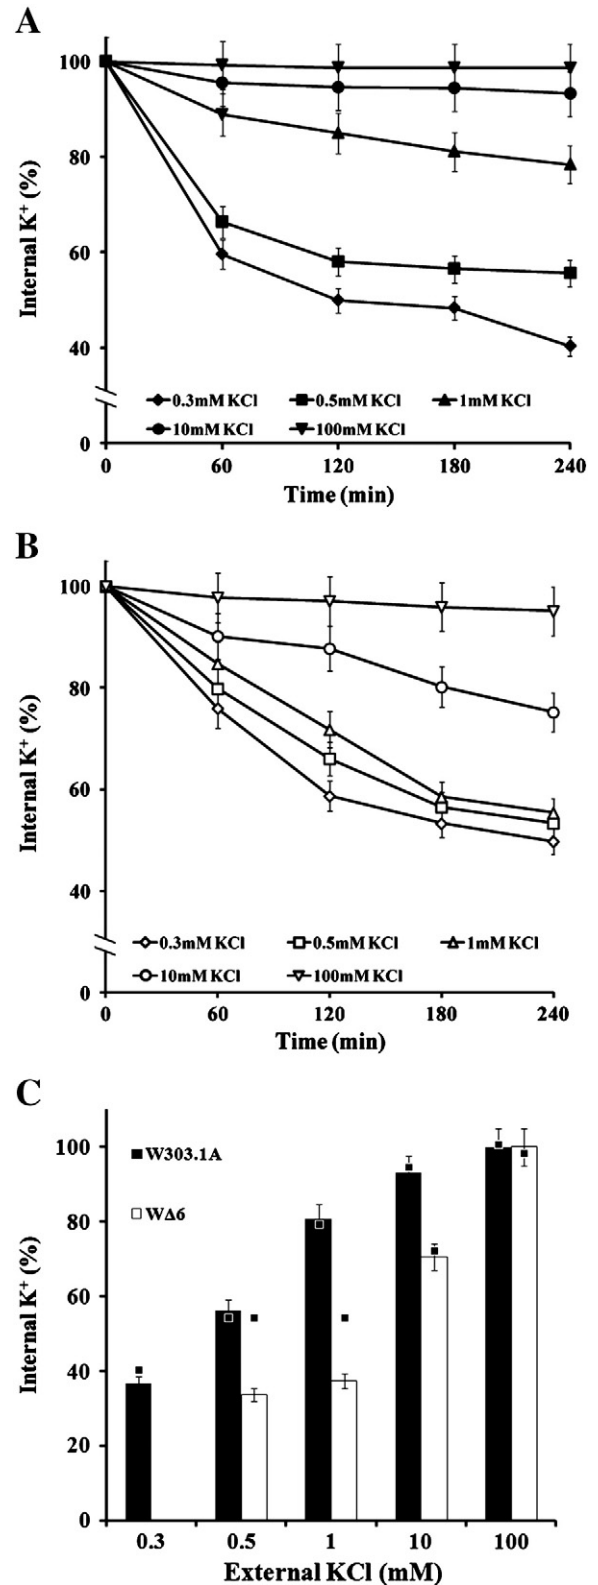 A
Internal K⁺ (%)
100
80
60
40
0
0.3mM KCl 0.5mM KCl 1mM KCl
10mM KCl 100mM KCl
0 60 120 180 240
Time (min)
B
Internal K⁺ (%)
100
80
60
40
0
0.3mM KCl 0.5mM KCl 1mM KCl
10mM KCl 100mM KCl
0 60 120 180 240
Time (min)
C
Internal K⁺ (%)
100
80
60
40
20
0
W303.1A
WΔ6
0.3 0.5 1 10 100
External KCl (mM)